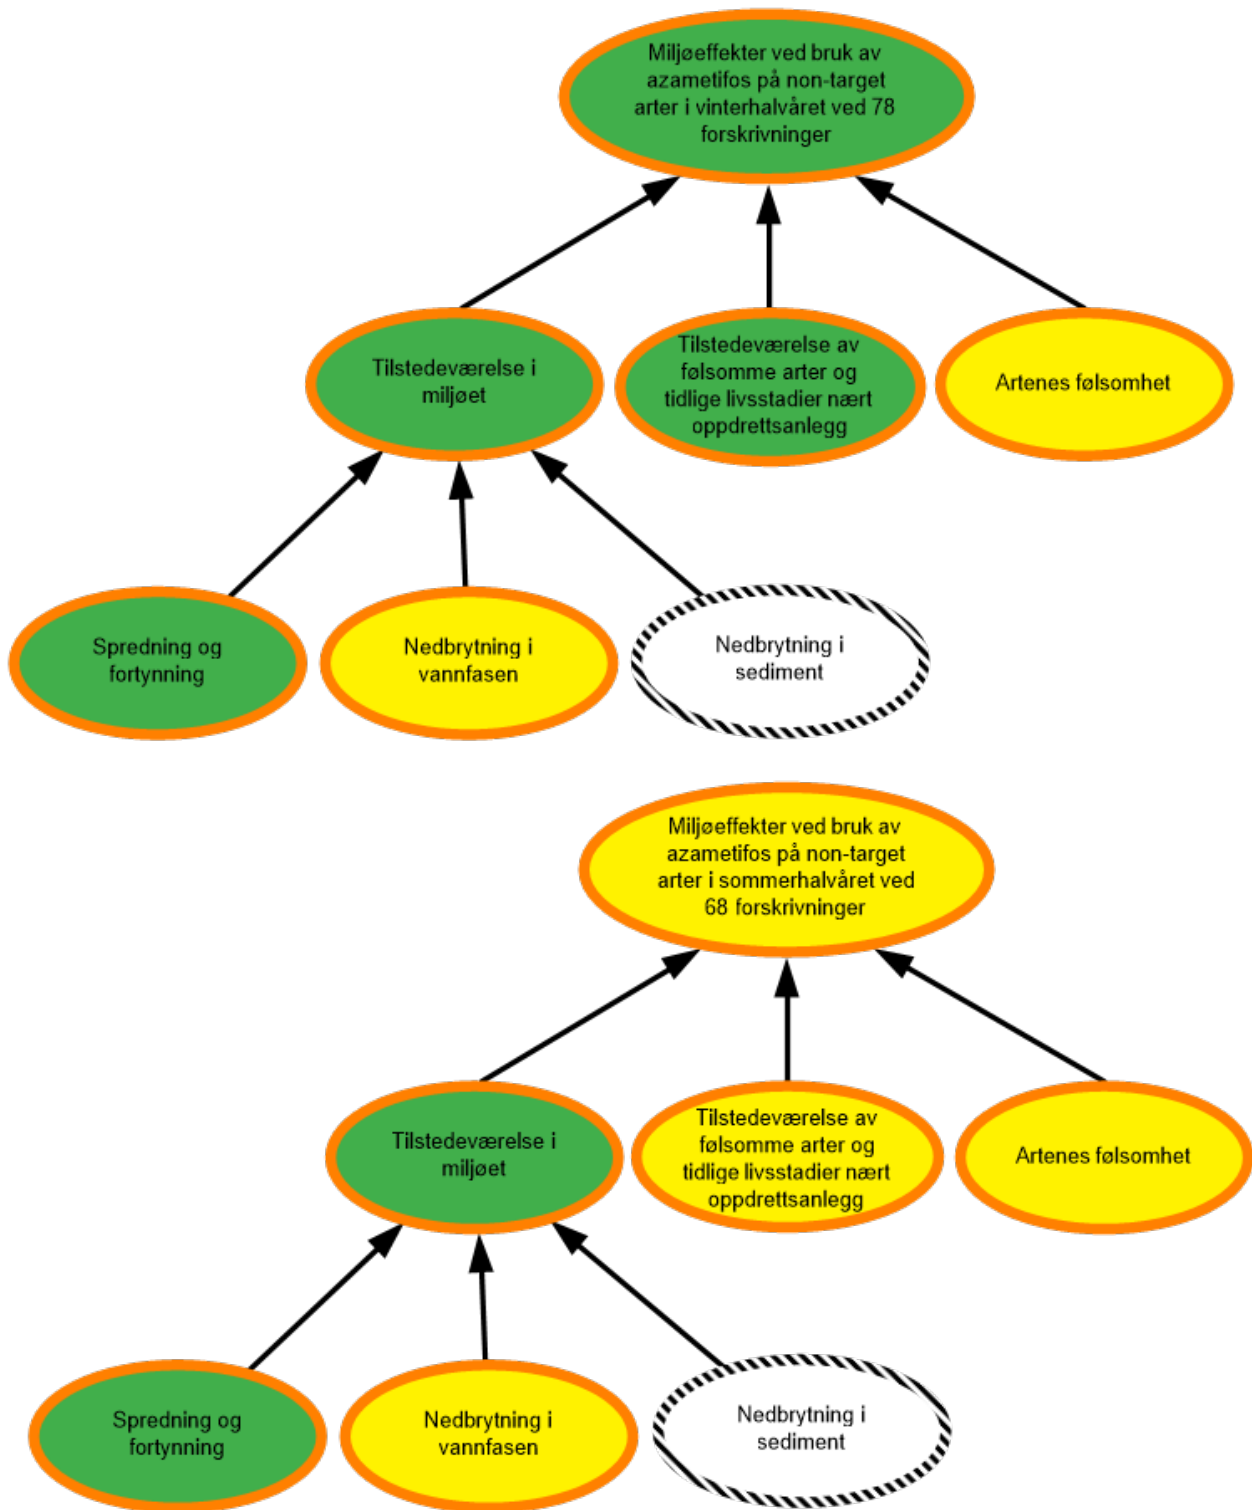 Miljøeffekter ved bruk av
azametifos på non-target
arter i vinterhalvåret ved 78
forskrivninger
Tilstedeværelse i
miljøet
Tilstedeværelse av
følsomme arter og
tidlige livsstadier nært
oppdrettsanlegg
Artenes følsomhet
Spredning og
fortynning
Nedbrytning i
vannfasen
Nedbrytning i
sediment
Miljøeffekter ved bruk av
azametifos på non-target
arter i sommerhalvåret ved
68 forskrivninger
Tilstedeværelse i
miljøet
Tilstedeværelse av
følsomme arter og
tidlige livsstadier nært
oppdrettsanlegg
Artenes følsomhet
Spredning og
fortynning
Nedbrytning i
vannfasen
Nedbrytning i
sediment